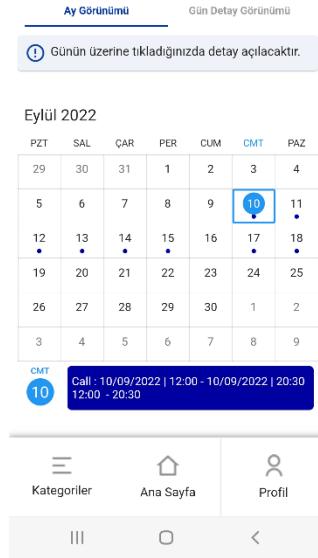 Ay Görünümü Gün Detay Görünümü
Günün üzerine tıkladığınızda detay açılacaktır.
Eylül 2022
PZT SAL ÇAR PER CUM CMT PAZ
29 30 31 1 2 3 4
5 6 7 8 9 10 11
12 13 14 15 16 17 18
19 20 21 22 23 24 25
26 27 28 29 30 1 2
3 4 5 6 7 8 9
CMT
10
Call : 10/09/2022 | 12:00 - 10/09/2022 | 20:30
12:00 - 20:30
Kategoriler Ana Sayfa Profil